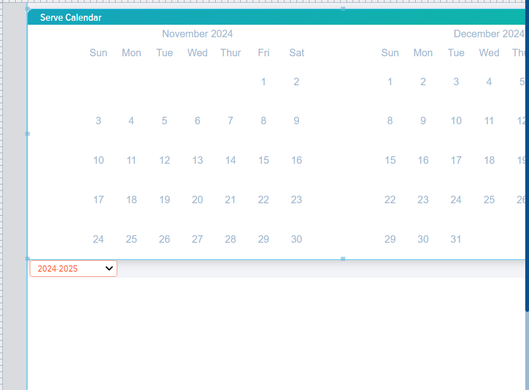 Serve Calendar
November 2024 December 2024
Sun Mon Tue Wed Thur Fri Sat Sun Mon Tue Wed
1 2 1 2 3 4 5
3 4 5 6 7 8 9 8 9 10 11 12
10 11 12 13 14 15 16 15 16 17 18 19
17 18 19 20 21 22 23 22 23 24 25 26
24 25 26 27 28 29 30 29 30 31
2024-2025